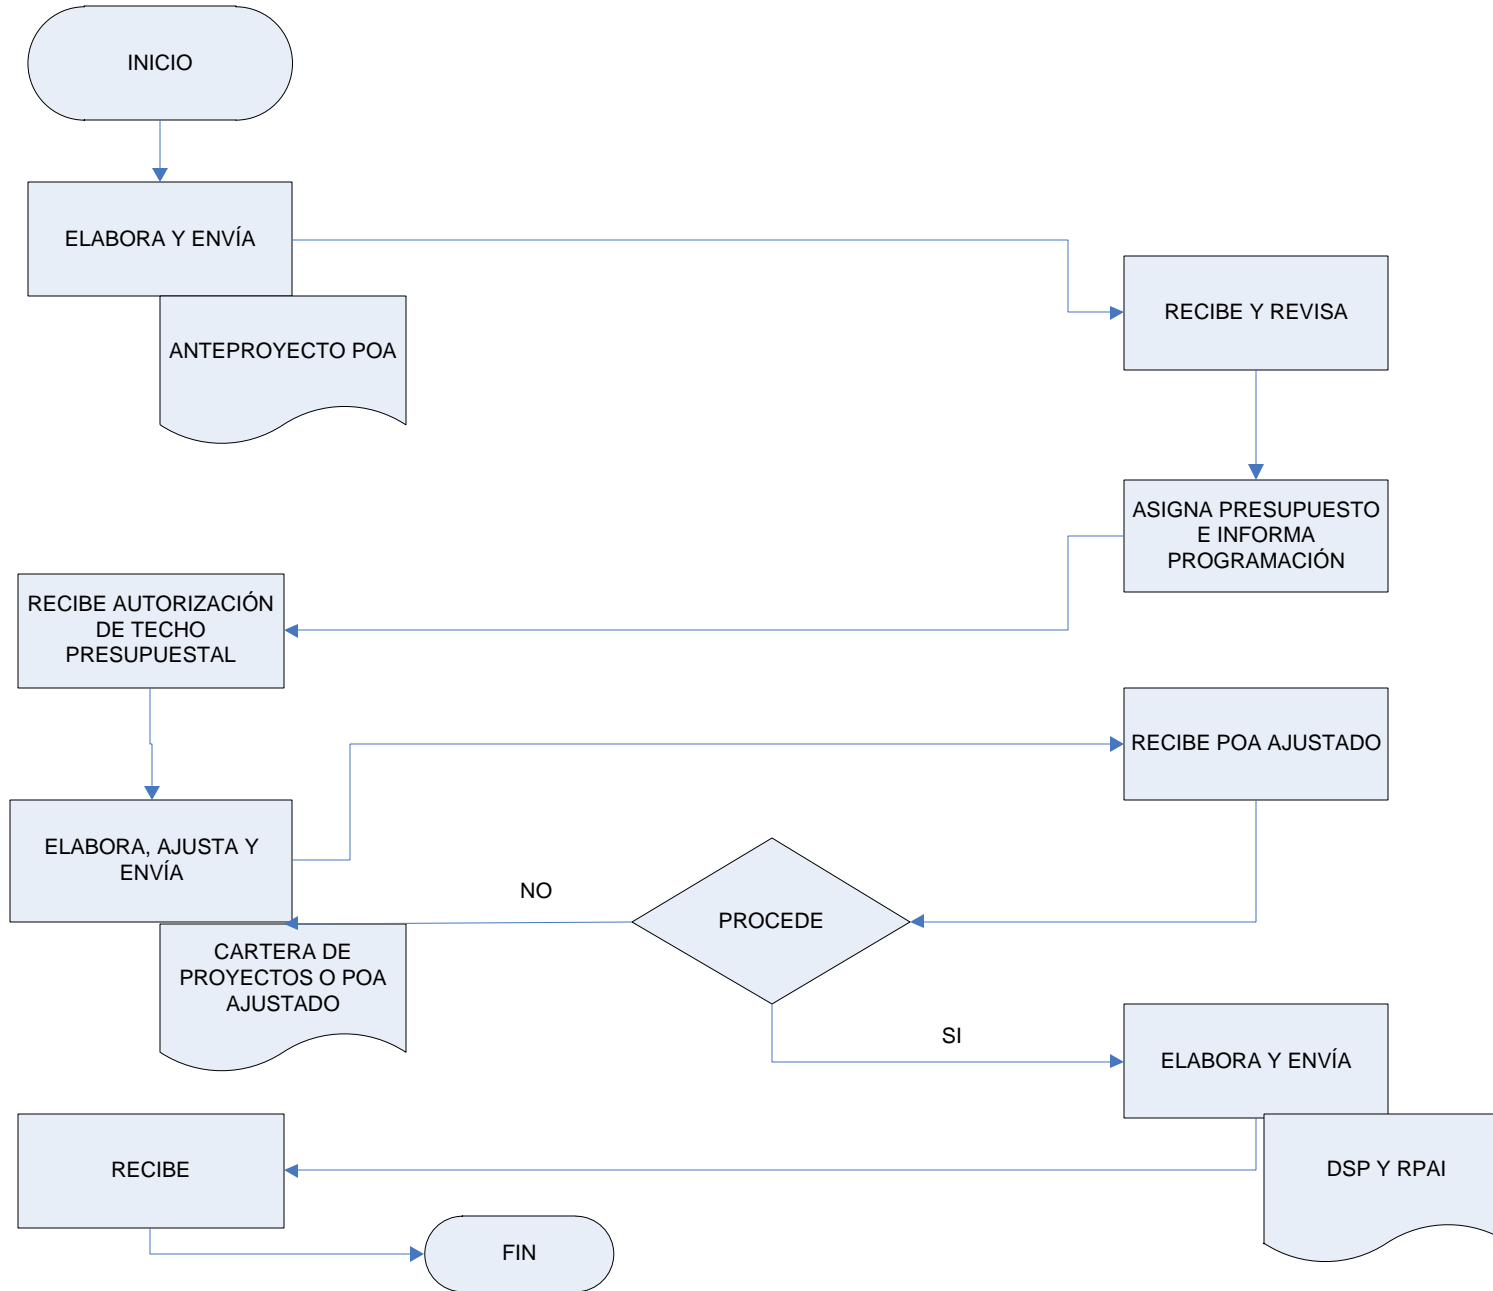 INICIO
ELABORA Y ENVÍA
ANTEPROYECTO POA
RECIBE Y REVISA
ASIGNA PRESUPUESTO
E INFORMA
PROGRAMACIÓN
RECIBE AUTORIZACIÓN
DE TECHO
PRESUPUESTAL
RECIBE POA AJUSTADO
ELABORA, AJUSTA Y
ENVÍA
NO
PROCEDE
CARTERA DE
PROYECTOS O POA
AJUSTADO
SI
ELABORA Y ENVÍA
RECIBE
DSP Y RPAI
FIN